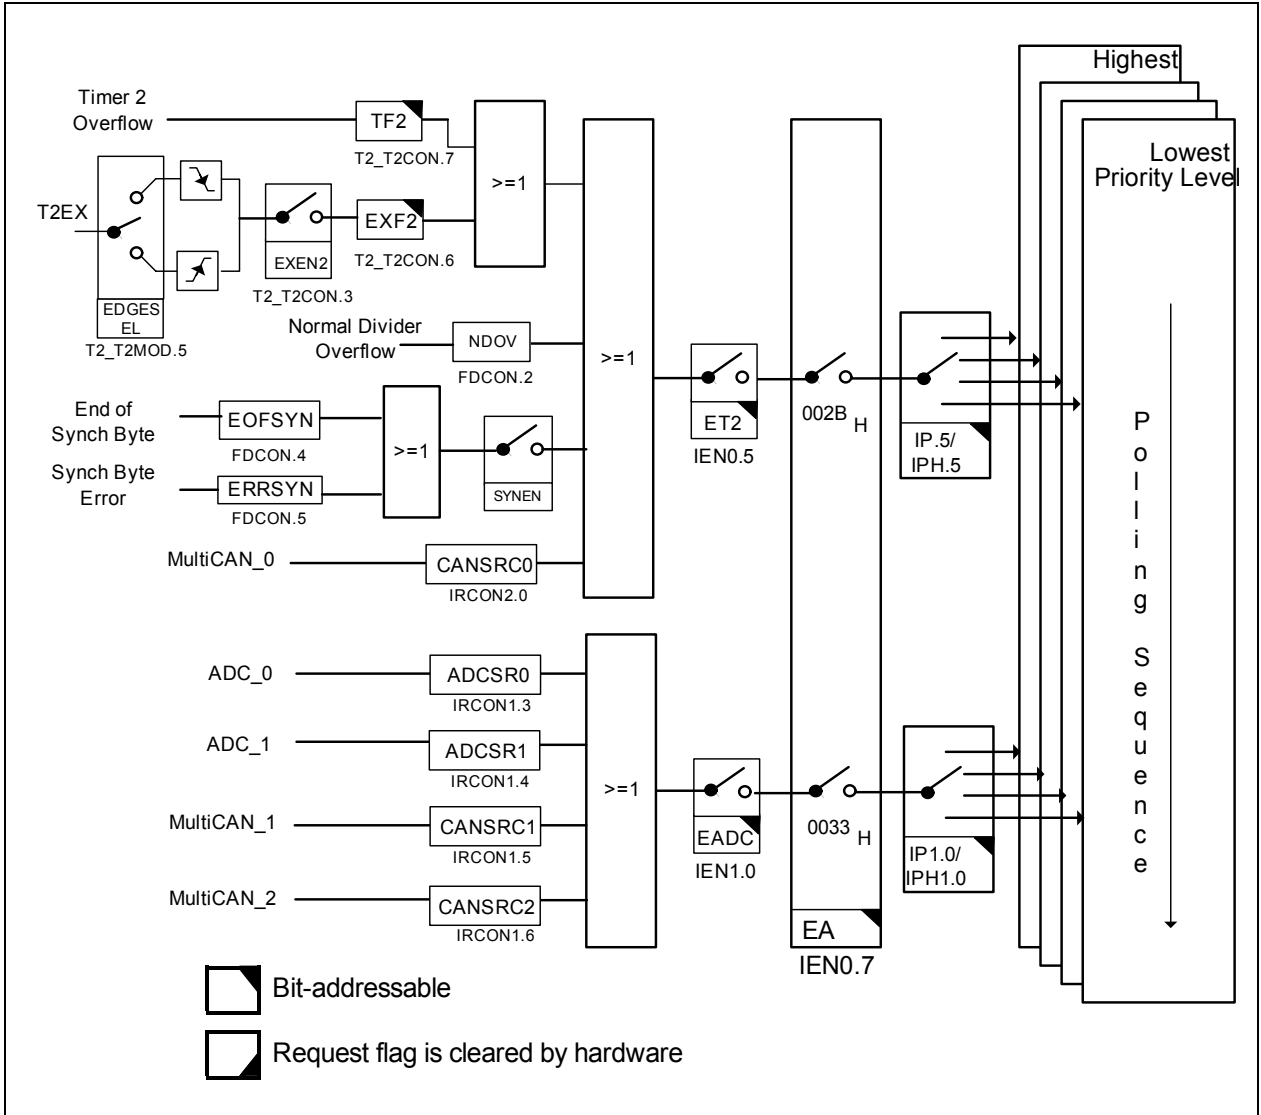 Highest
Lowest
Priority Level
Timer 2
Overflow
TF2
T2_T2CON.7
>=1
T2EX
EDGES
EL
T2_T2MOD.5
EXEN2
T2_T2CON.3
EXF2
T2_T2CON.6
Normal Divider
Overflow
NDOV
FDCON.2
>=1
End of
Synch Byte
EOFSYN
FDCON.4
Synch Byte
Error
ERRSYN
FDCON.5
>=1
SYNEN
MultiCAN_0
CANSRC0
IRCON2.0
ET2
IEN0.5
002B H
IP.5/
IPH.5
ADC_0
ADCSR0
IRCON1.3
ADC_1
ADCSR1
IRCON1.4
MultiCAN_1
CANSRC1
IRCON1.5
MultiCAN_2
CANSRC2
IRCON1.6
>=1
EADC
IEN1.0
0033 H
IP1.0/
IPH1.0
EA
IEN0.7
Polling Sequence
Bit-addressable
Request flag is cleared by hardware